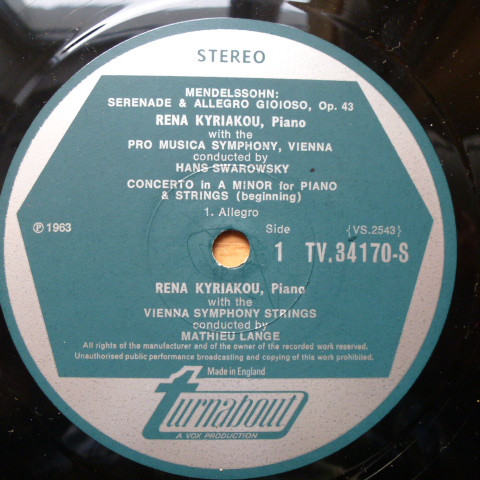 STEREO
MENDELSSOHN:
SERENADE & ALLEGRO GIOIOSO, Op. 43
RENA KYRIAKOU, Piano
with the
PRO MUSICA SYMPHONY, VIENNA
conducted by
HANS SWAROWSKY
CONCERTO in A MINOR for PIANO
& STRINGS (beginning)
1. Allegro
℗ 1963
Side
1
{VS.2543}
TV.34170-S
RENA KYRIAKOU, Piano
with the
VIENNA SYMPHONY STRINGS
conducted by
MATHIEU LANGE
All rights of the manufacturer and of the owner of the recorded work reserved.
Unauthorised public performance broadcasting and copying of this work prohibited.
Made in England
turnabout
A VOX PRODUCTION